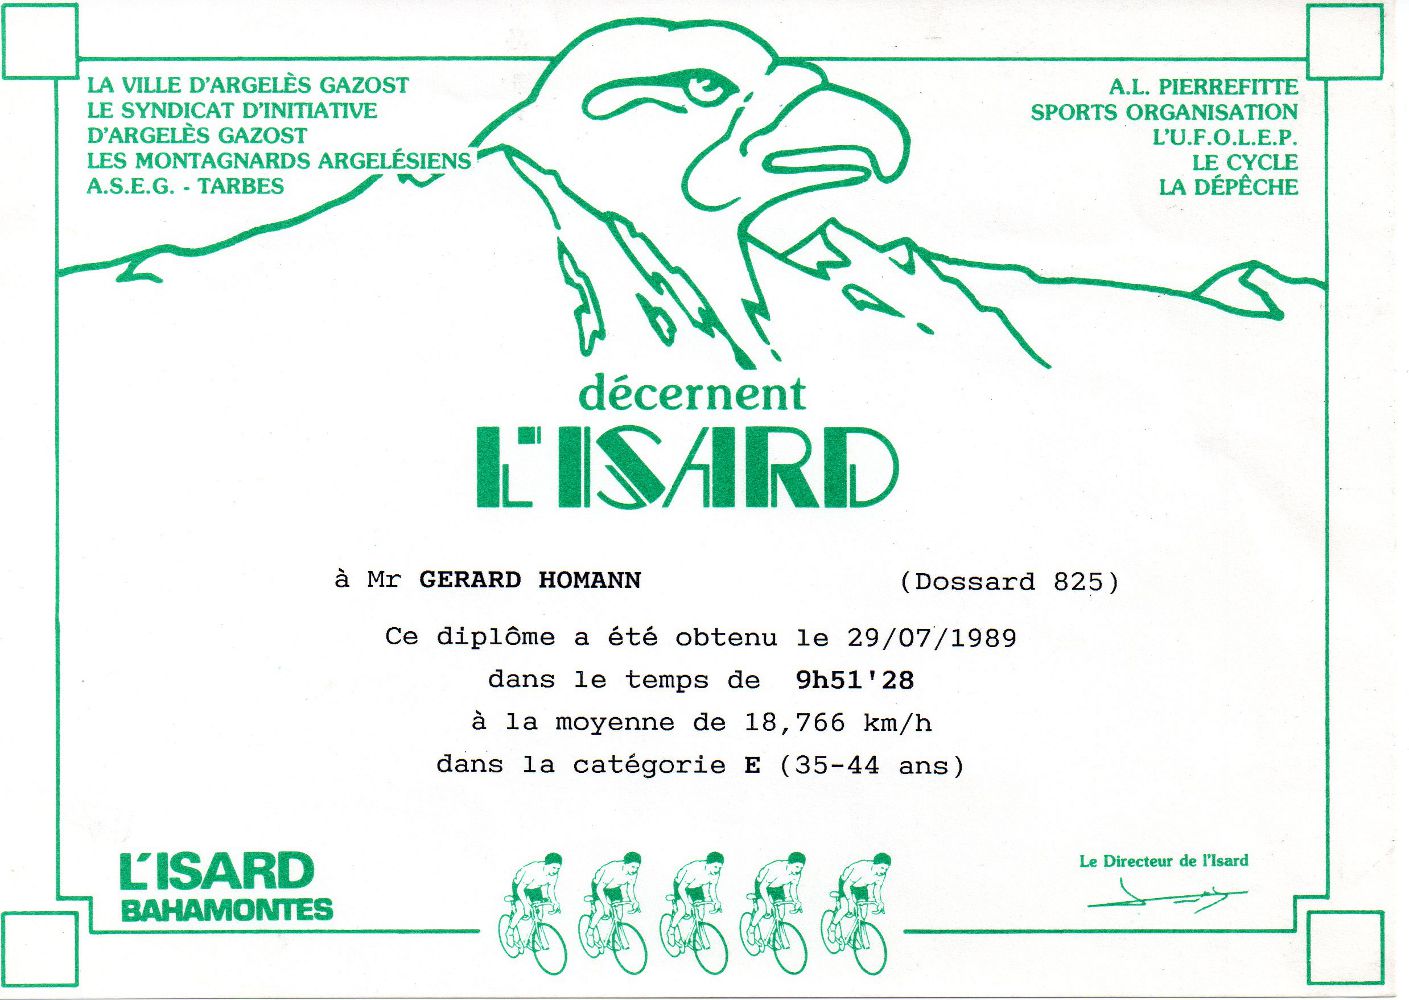 LA VILLE D'ARGELÈS GAZOST
LE SYNDICAT D'INITIATIVE
D'ARGELÈS GAZOST
LES MONTAGNARDS ARGELÉSIENS
A.S.E.G. - TARBES
A.L. PIERREFITTE
SPORTS ORGANISATION
L'U.F.O.L.E.P.
LE CYCLE
LA DÉPÊCHE
décernent
L'ISARD
à Mr GERARD HOMANN (Dossard 825)
Ce diplôme a été obtenu le 29/07/1989
dans le temps de 9h51'28
à la moyenne de 18,766 km/h
dans la catégorie E (35-44 ans)
L'ISARD
BAHAMONTES
Le Directeur de l'Isard